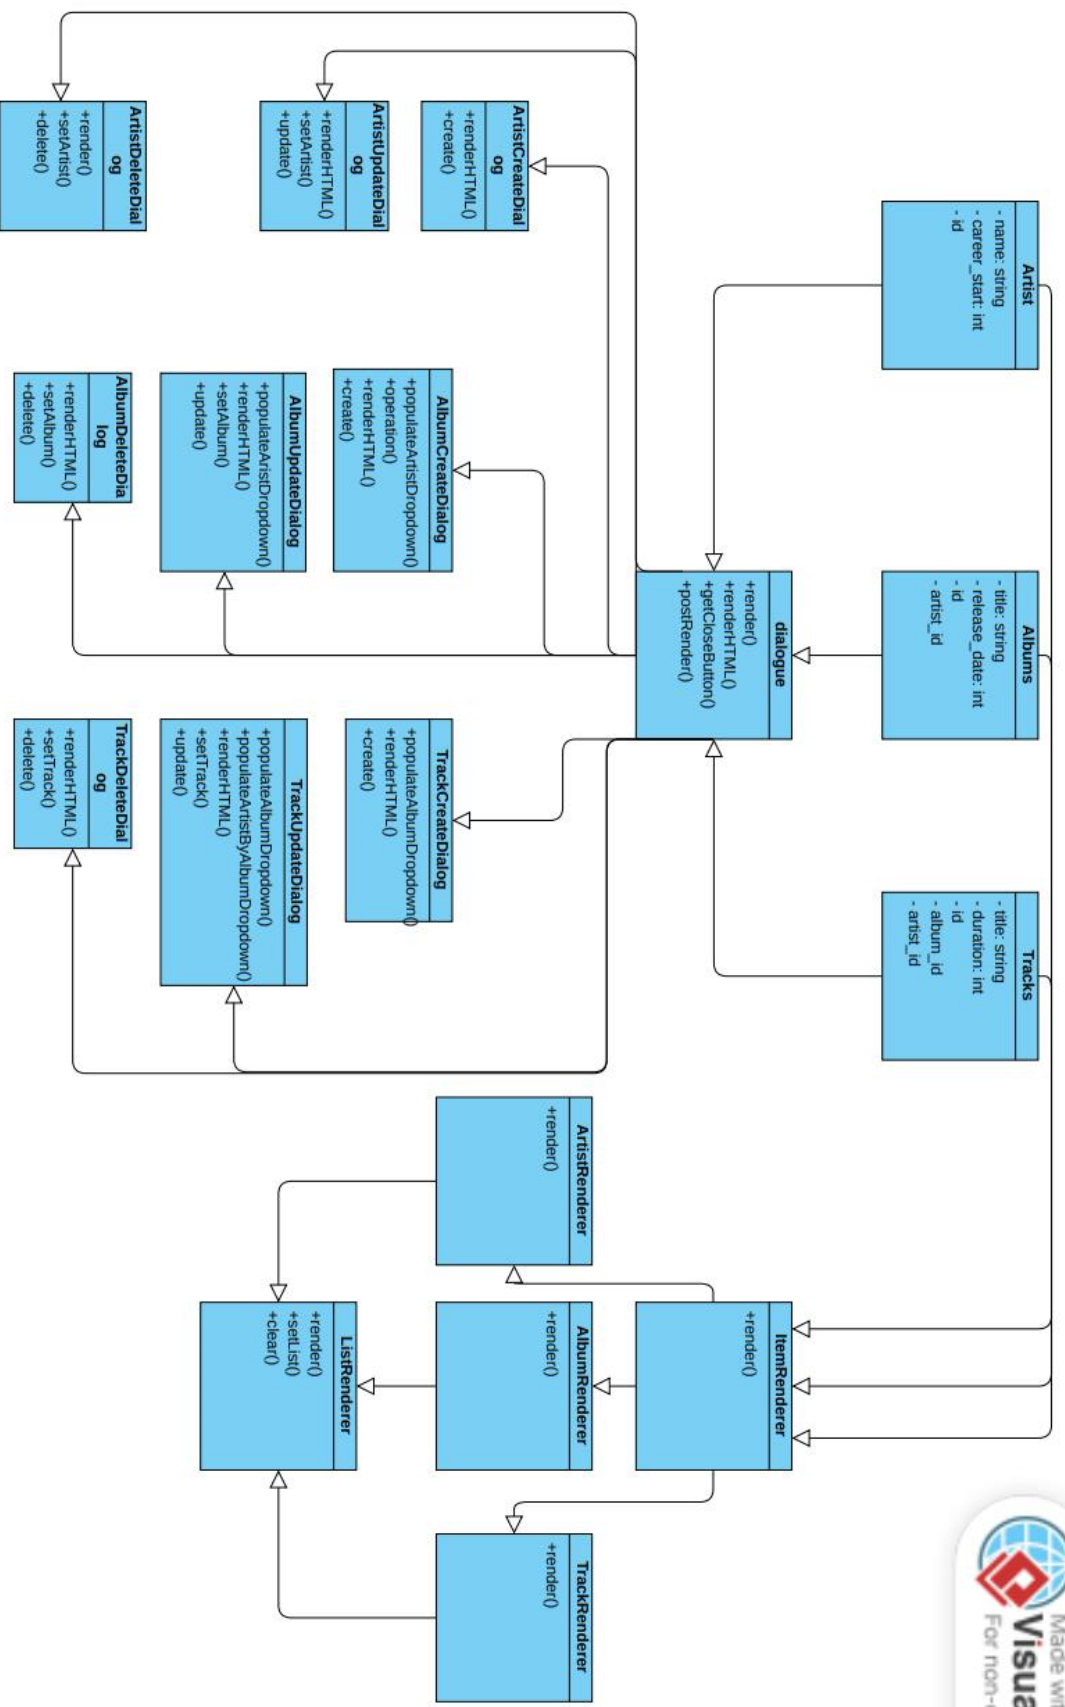 Artist
- name: string
- career_start: int
- id
Albums
- title: string
- release_date: int
- id
- artist_id
Tracks
- title: string
- duration: int
- id
- album_id
- artist_id
dialogue
+render()
+renderHTML()
+getCloseButton()
+postRender()
ItemRenderer
+render()
ArtistCreateDial
og
+renderHTML()
+create()
ArtistUpdateDial
og
+renderHTML()
+setArtist()
+update()
ArtistDeleteDial
og
+render()
+setArtist()
+delete()
AlbumCreateDialog
+populateArtistDropdown()
+operation()
+renderHTML()
+create()
AlbumUpdateDialog
+populateAristDropdown()
+renderHTML()
+setAlbum()
+update()
AlbumDeleteDia
log
+renderHTML()
+setAlbum()
+delete()
TrackCreateDialog
+populateAlbumDropdown()
+renderHTML()
+create()
TrackUpdateDialog
+populateAlbumDropdown()
+populateArtistByAlbumDropdown()
+renderHTML()
+setTrack()
+update()
TrackDeleteDial
og
+renderHTML()
+setTrack()
+delete()
ArtistRenderer
+render()
AlbumRenderer
+render()
TrackRenderer
+render()
ListRenderer
+render()
+setList()
+clear()
Made
For